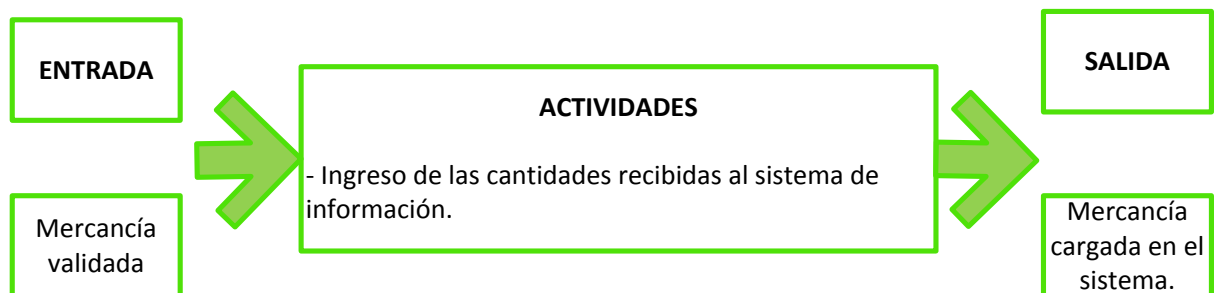 ENTRADA
Mercancía
validada
ACTIVIDADES
- Ingreso de las cantidades recibidas al sistema de
información.
SALIDA
Mercancía
cargada en el
sistema.